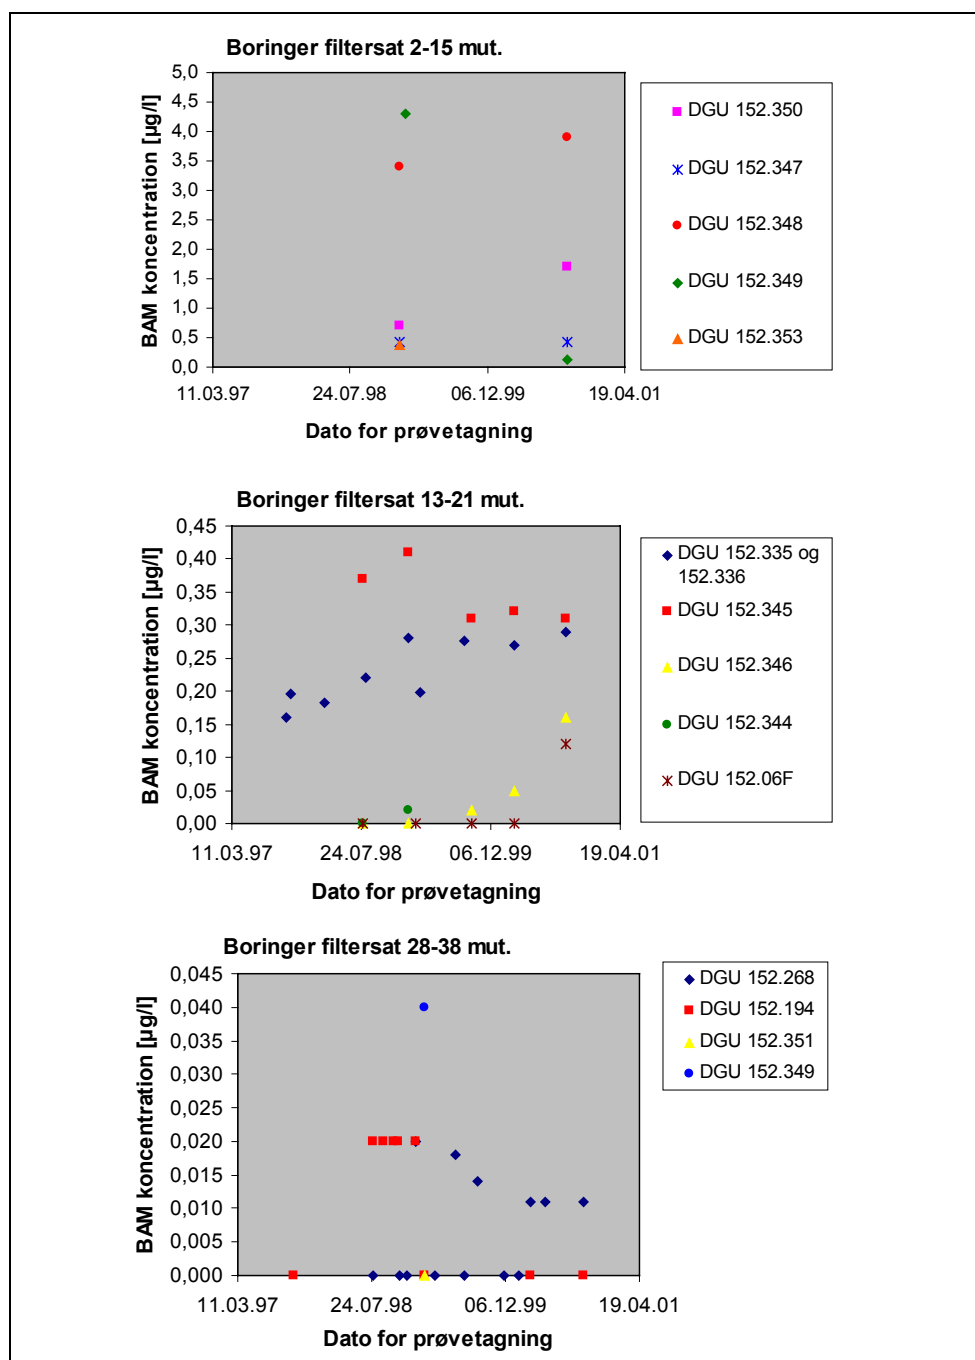 Boringer filtersat 2-15 mut.
BAM koncentration [µg/l]
5,0
4,5
4,0
3,5
3,0
2,5
2,0
1,5
1,0
0,5
0,0
11.03.97 24.07.98 06.12.99 19.04.01
Dato for prøvetagning
DGU 152.350
DGU 152.347
DGU 152.348
DGU 152.349
DGU 152.353
Boringer filtersat 13-21 mut.
BAM koncentration [µg/l]
0,45
0,40
0,35
0,30
0,25
0,20
0,15
0,10
0,05
0,00
11.03.97 24.07.98 06.12.99 19.04.01
Dato for prøvetagning
DGU 152.335 og
152.336
DGU 152.345
DGU 152.346
DGU 152.344
DGU 152.06F
Boringer filtersat 28-38 mut.
BAM koncentration [µg/l]
0,045
0,040
0,035
0,030
0,025
0,020
0,015
0,010
0,005
0,000
11.03.97 24.07.98 06.12.99 19.04.01
Dato for prøvetagning
DGU 152.268
DGU 152.194
DGU 152.351
DGU 152.349